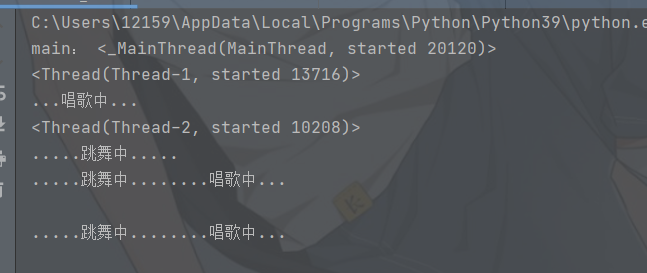 C:\Users\12159\AppData\Local\Programs\Python\Python39\python.e
main： <_MainThread(MainThread, started 20120)>
<Thread(Thread-1, started 13716)>
...唱歌中...
<Thread(Thread-2, started 10208)>
.....跳舞中.....
.....跳舞中........唱歌中...
.....跳舞中........唱歌中...